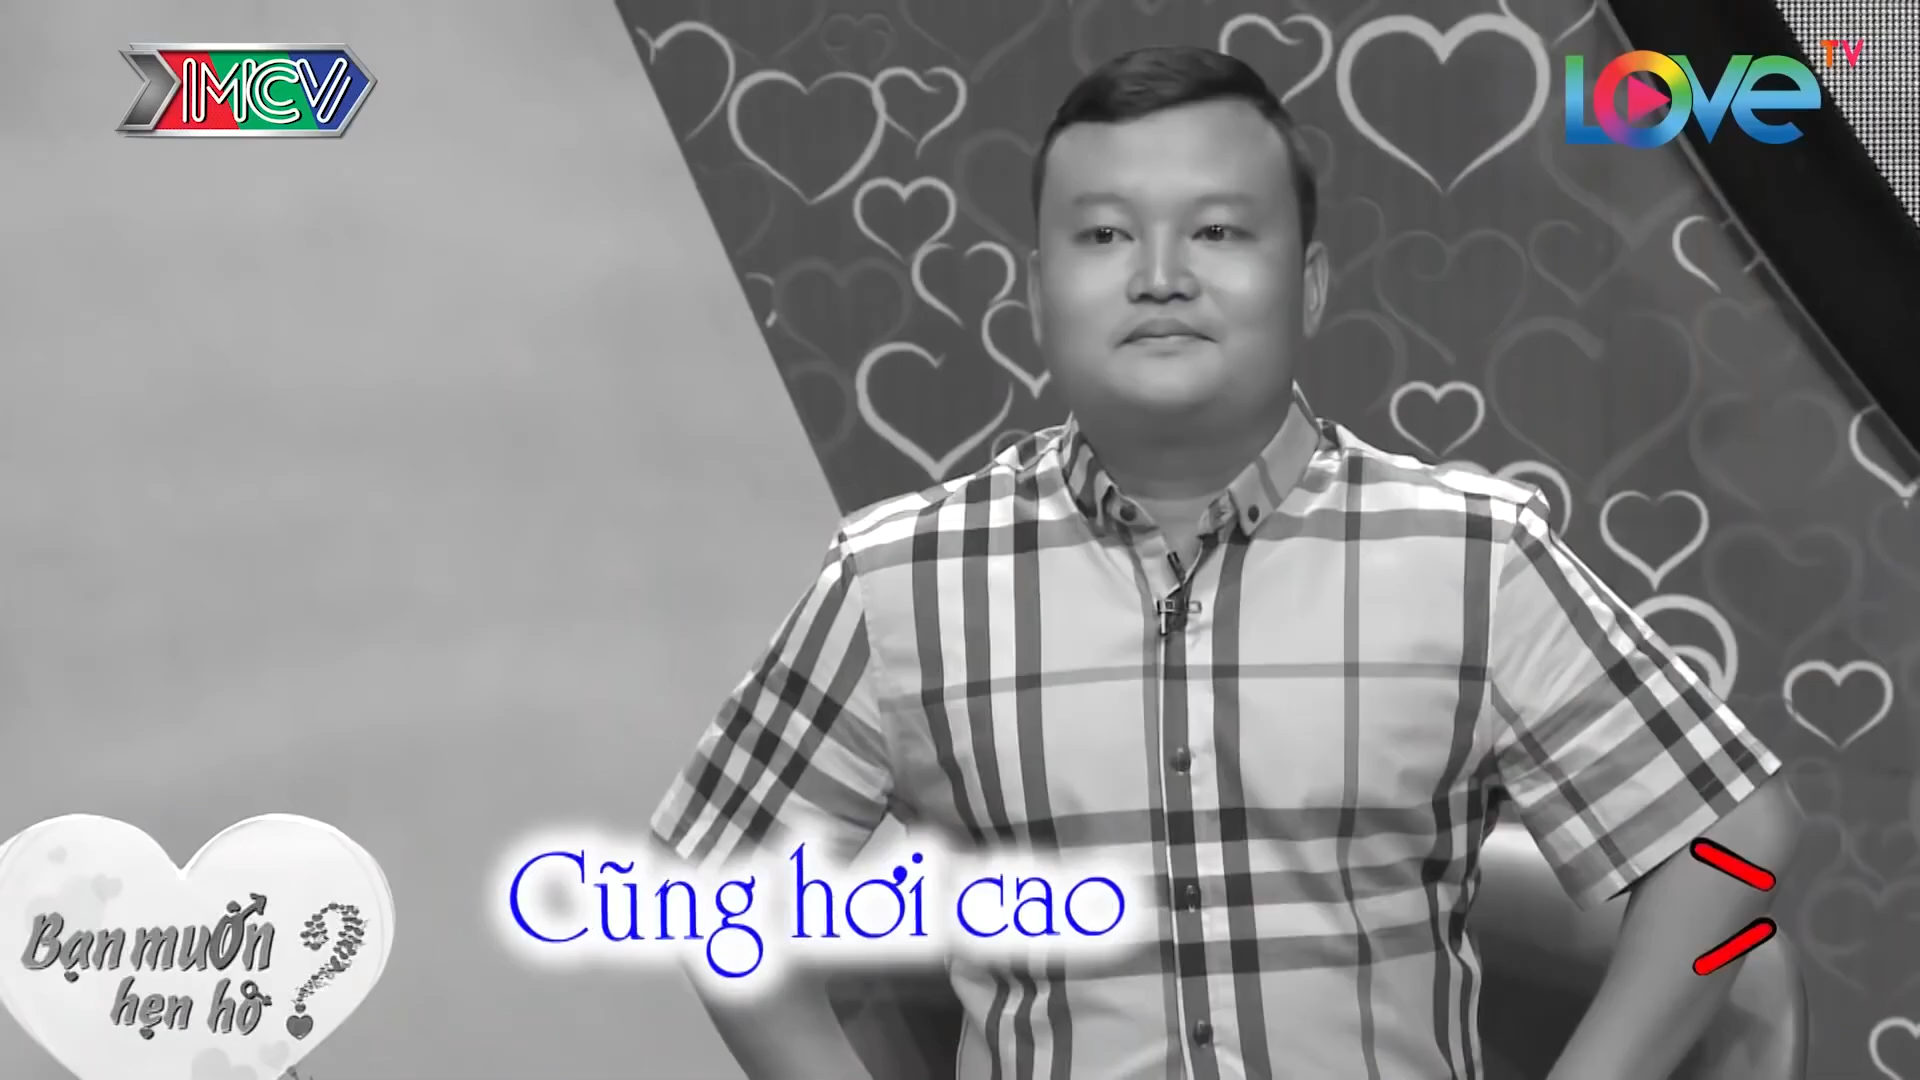 MCV
LOVE TV
Cũng hơi cao
Bạn muốn
hẹn hò ?